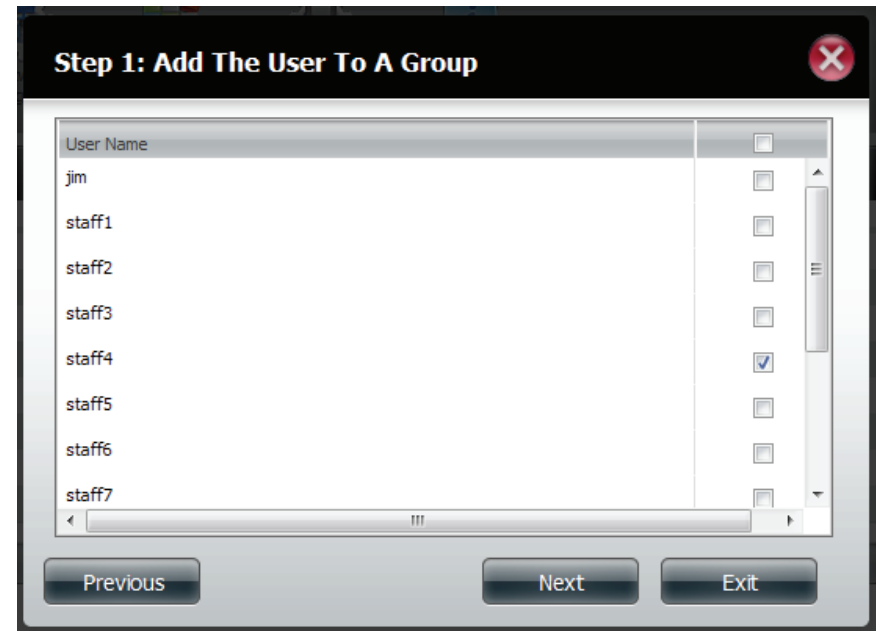 Step 1: Add The User To A Group
User Name
jim
staff1
staff2
staff3
staff4
staff5
staff6
staff7
Previous Next Exit